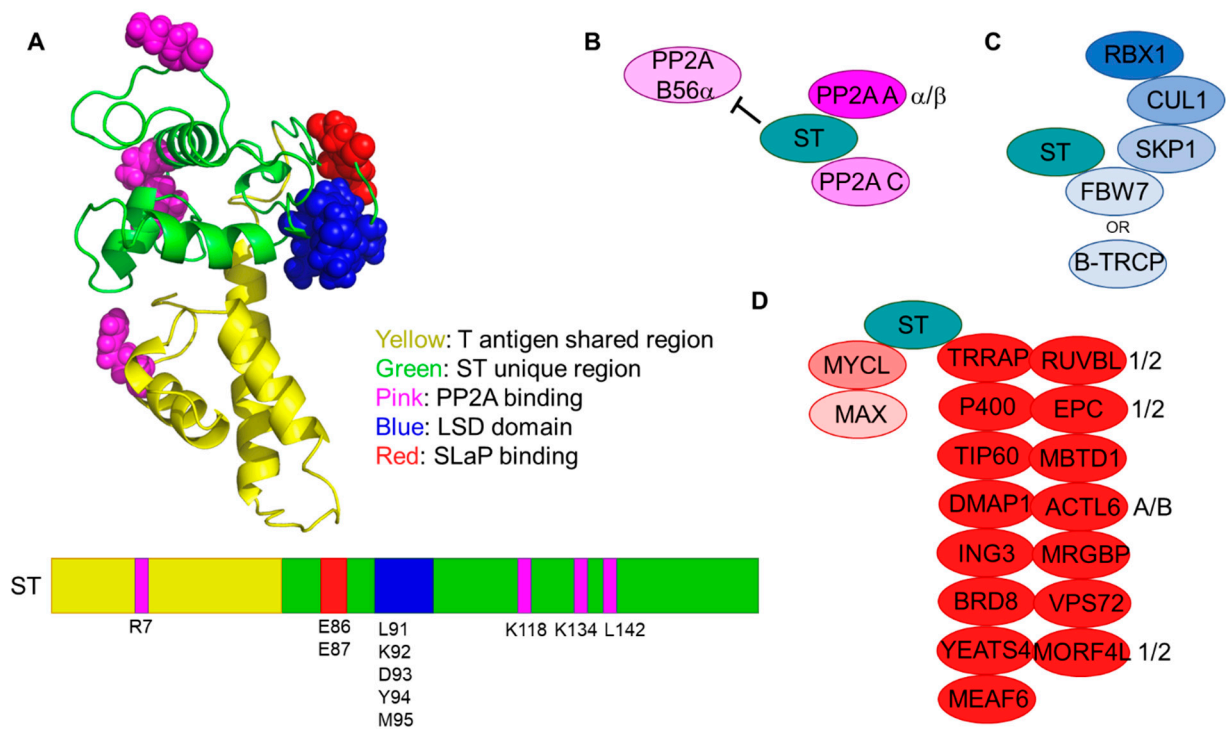 A
Yellow: T antigen shared region
Green: ST unique region
Pink: PP2A binding
Blue: LSD domain
Red: SLaP binding
ST
R7
E86
E87
L91
K92
D93
Y94
M95
K118
K134
L142
B
PP2A
B56α
PP2A A α/β
ST
PP2A C
C
RBX1
CUL1
SKP1
ST
FBW7
OR
B-TRCP
D
ST
MYCL
MAX
TRRAP RUVBL 1/2
P400 EPC 1/2
TIP60 MBTD1
DMAP1 ACTL6 A/B
ING3 MRGBP
BRD8 VPS72
YEATS4 MORF4L 1/2
MEAF6